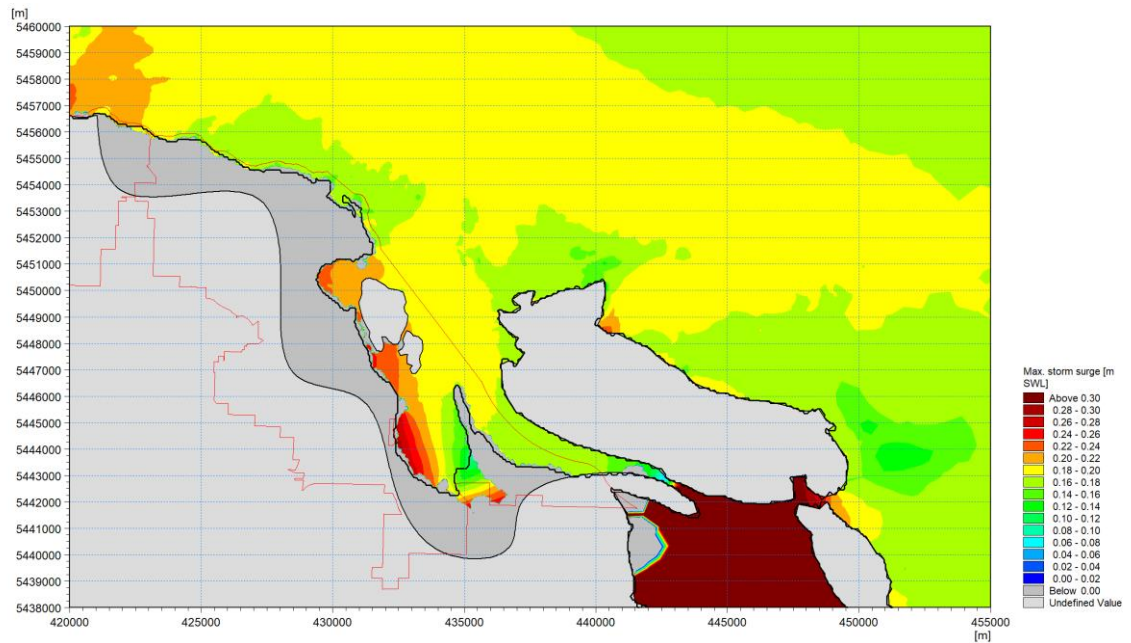 [m]
5460000
5459000
5458000
5457000
5456000
5455000
5454000
5453000
5452000
5451000
5450000
5449000
5448000
5447000
5446000
5445000
5444000
5443000
5442000
5441000
5440000
5439000
5438000
420000 425000 430000 435000 440000 445000 450000 455000
[m]
Max. storm surge [m
SWL]
Above 0.30
0.28 - 0.30
0.26 - 0.28
0.24 - 0.26
0.22 - 0.24
0.20 - 0.22
0.18 - 0.20
0.16 - 0.18
0.14 - 0.16
0.12 - 0.14
0.10 - 0.12
0.08 - 0.10
0.06 - 0.08
0.04 - 0.06
0.02 - 0.04
0.00 - 0.02
Below 0.00
Undefined Value